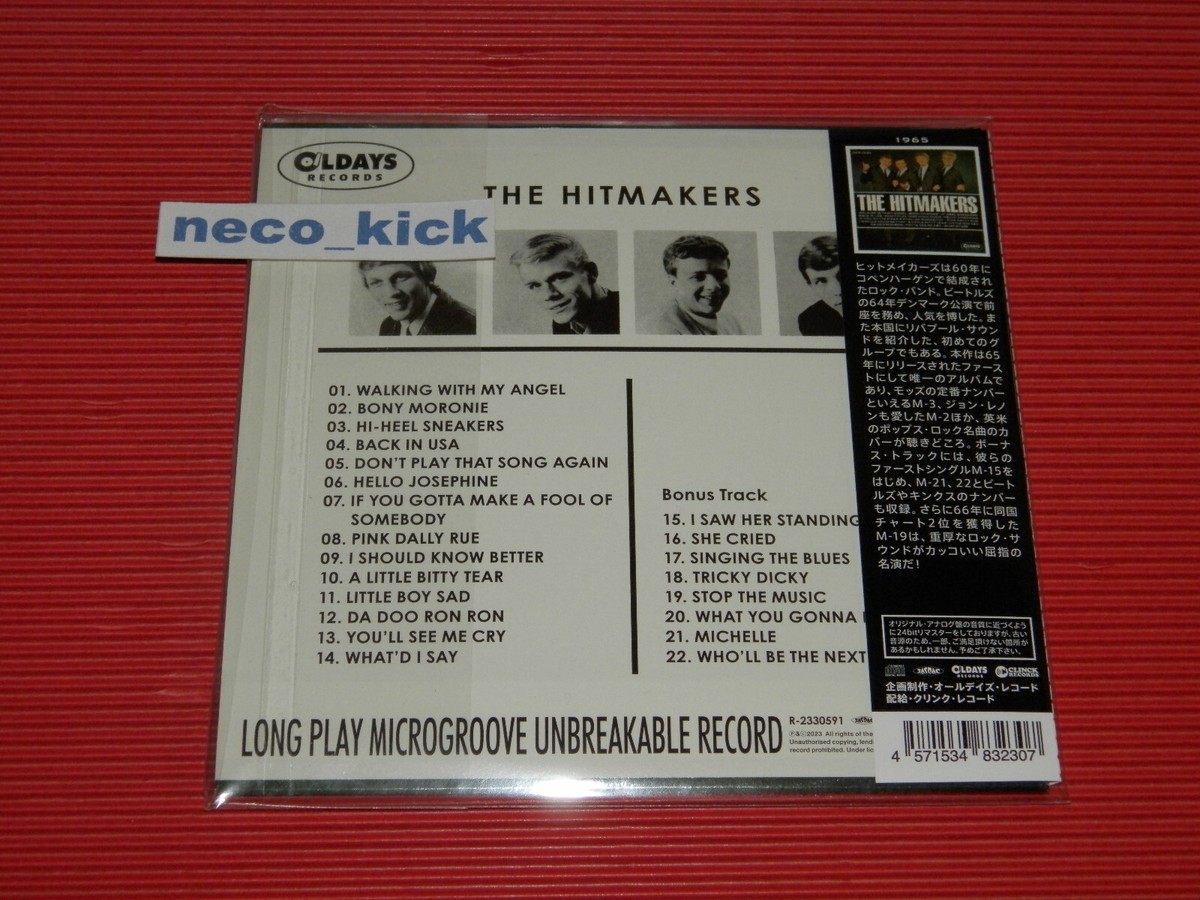 OLDAYS
RECORDS
THE HITMAKERS
neco_kick
01. WALKING WITH MY ANGEL
02. BONY MORONIE
03. HI-HEEL SNEAKERS
04. BACK IN USA
05. DON'T PLAY THAT SONG AGAIN
06. HELLO JOSEPHINE
07. IF YOU GOTTA MAKE A FOOL OF
SOMEBODY
08. PINK DALLY RUE
09. I SHOULD KNOW BETTER
10. A LITTLE BITTY TEAR
11. LITTLE BOY SAD
12. DA DOO RON RON
13. YOU'LL SEE ME CRY
14. WHAT'D I SAY
Bonus Track
15. I SAW HER STANDING
16. SHE CRIED
17. SINGING THE BLUES
18. TRICKY DICKY
19. STOP THE MUSIC
20. WHAT YOU GONNA
21. MICHELLE
22. WHO'LL BE THE NEXT
LONG PLAY MICROGROOVE UNBREAKABLE RECORD
R-2330591
℗&©2023 All rights of the
Unauthorised copying, lend
record prohibited. Under
1965
THE HITMAKERS
ヒットメイカーズは60年に
コペンハーゲンで結成され
たロック・バンド。ビートルズ
の64年デンマーク公演で前
座を務め、人気を博した。ま
た本国にリバプール・サウン
ドを紹介した、初めてのグ
ループでもある。本作は65
年にリリースされたファース
トにして唯一のアルバムで
あり、モッズの定番ナンバー
といえるM-3、ジョン・レノ
ンも愛したM-2ほか、英米
のポップス・ロック名曲のカ
バーが聴きどころ。ボーナ
ス・トラックには、彼らの
ファーストシングルM-15を
はじめ、M-21、22とビート
ルズやキンクスのナンバー
も収録。さらに66年に同国
チャート2位を獲得した
M-19は、重厚なロック・サ
ウンドがカッコいい屈指の
名演だ!
オリジナル・アナログ盤の音質に近づくよう
に24bitリマスターをしておりますが、古い
音源のため、一部、ご満足頂けない箇所が
あるかもしれません。予めご了承下さい。
JASRAC OLDAYS RECORDS CLINCK RECORDS
企画制作・オールデイズ・レコード
配給・クリンク・レコード
4 571534 832307